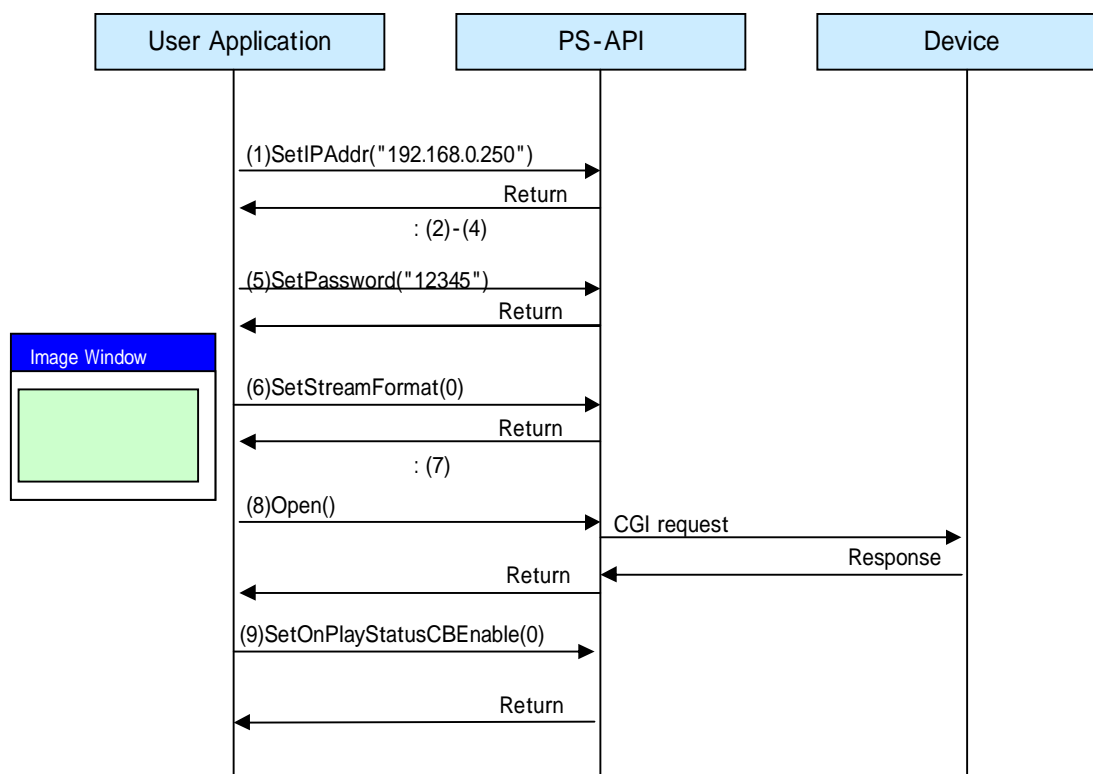 User Application
PS-API
Device
(1)SetIPAddr("192.168.0.250")
Return
: (2)-(4)
(5)SetPassword("12345")
Return
Image Window
(6)SetStreamFormat(0)
Return
: (7)
(8)Open()
CGI request
Response
Return
(9)SetOnPlayStatusCBEnable(0)
Return